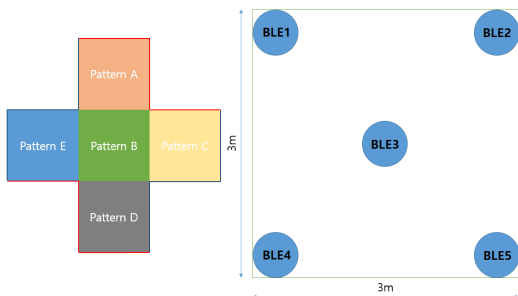 Pattern A
Pattern E
Pattern B
Pattern C
Pattern D
3m
BLE1
BLE2
BLE3
BLE4
BLE5
3m